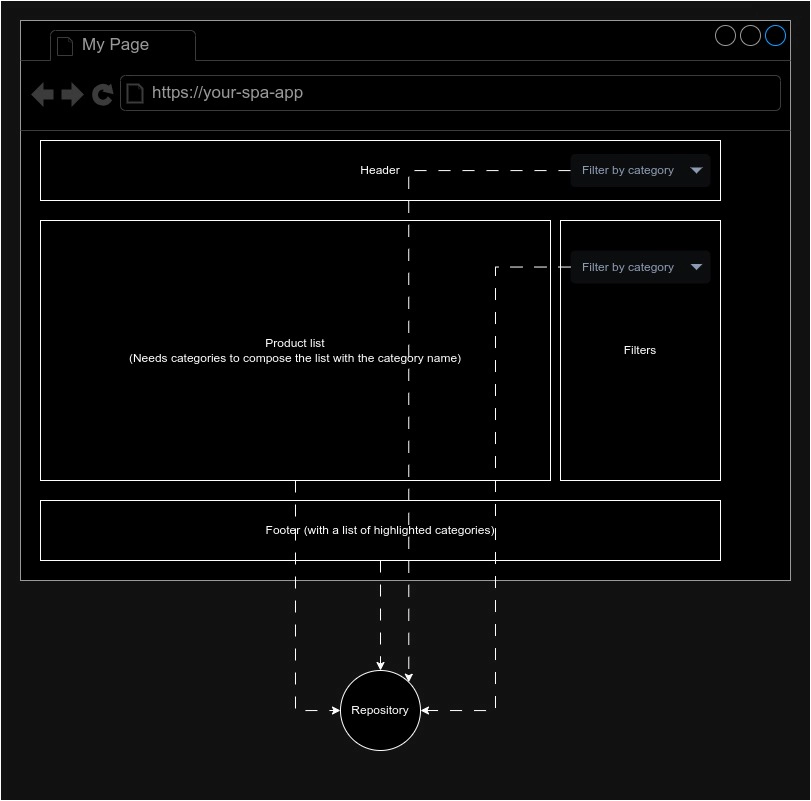 My Page
https://your-spa-app
Header
Filter by category
Filter by category
Product list
(Needs categories to compose the list with the category name)
Filters
Footer (with a list of highlighted categories)
Repository